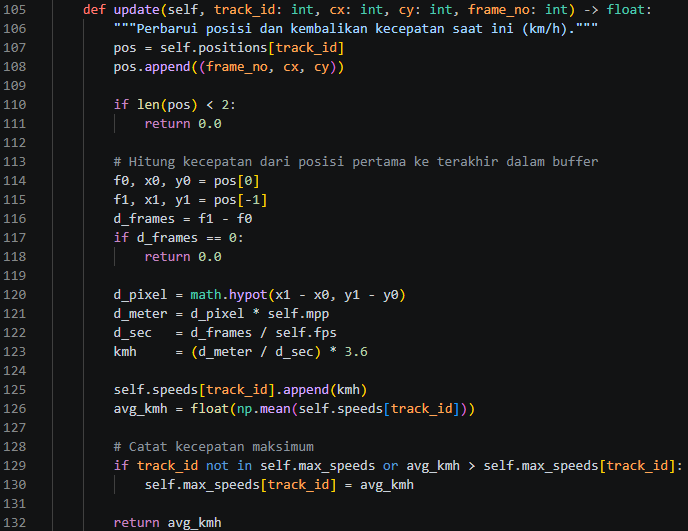 105 def update(self, track_id: int, cx: int, cy: int, frame_no: int) -> float:
106 """Perbarui posisi dan kembalikan kecepatan saat ini (km/h)."""
107 pos = self.positions[track_id]
108 pos.append((frame_no, cx, cy))
109
110 if len(pos) < 2:
111 return 0.0
112
113 # Hitung kecepatan dari posisi pertama ke terakhir dalam buffer
114 f0, x0, y0 = pos[0]
115 f1, x1, y1 = pos[-1]
116 d_frames = f1 - f0
117 if d_frames == 0:
118 return 0.0
119
120 d_pixel = math.hypot(x1 - x0, y1 - y0)
121 d_meter = d_pixel * self.mpp
122 d_sec   = d_frames / self.fps
123 kmh     = (d_meter / d_sec) * 3.6
124
125 self.speeds[track_id].append(kmh)
126 avg_kmh = float(np.mean(self.speeds[track_id]))
127
128 # Catat kecepatan maksimum
129 if track_id not in self.max_speeds or avg_kmh > self.max_speeds[track_id]:
130 self.max_speeds[track_id] = avg_kmh
131
132 return avg_kmh